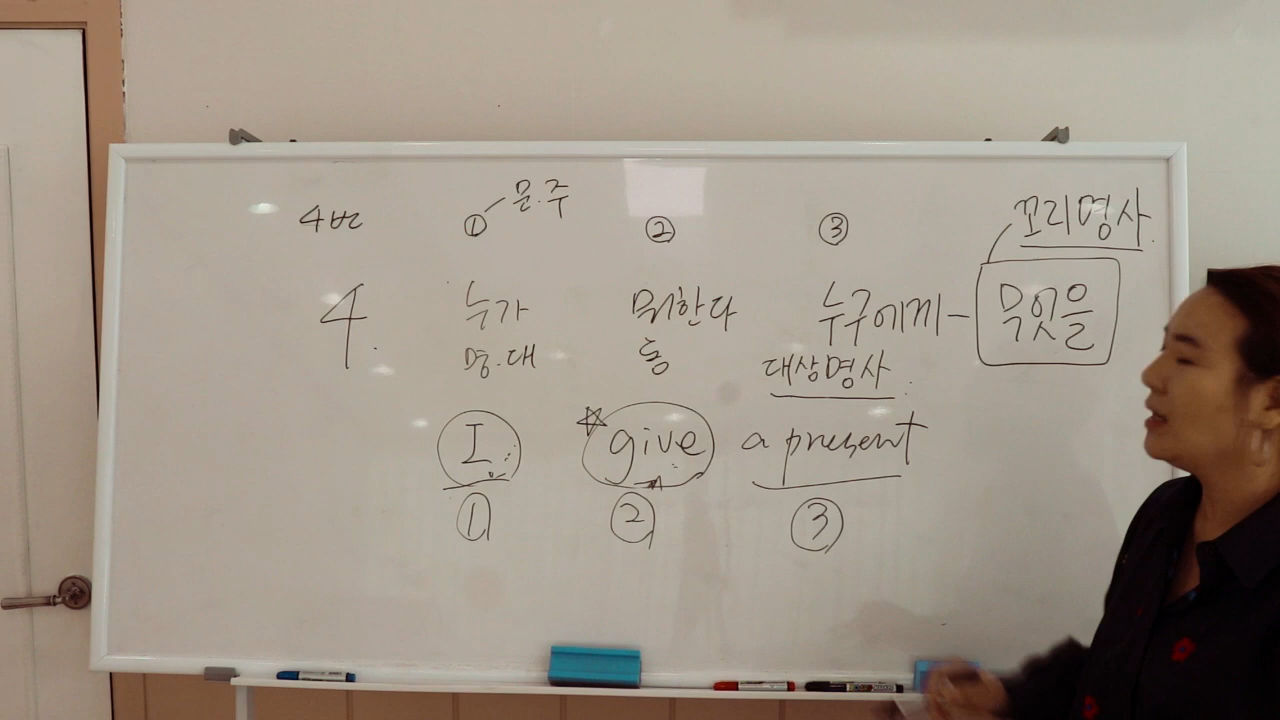 4번 ① 문.주 ② ③ 꼬리명사.
4. 누가 뭐한다 누구에게 - 무엇을
명.대 동 대상명사.
I give a present
① ② ③